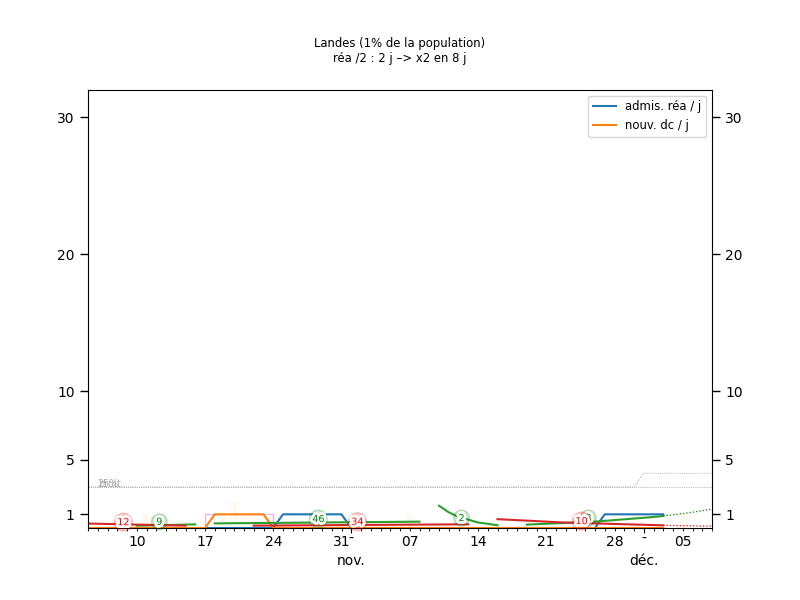 Landes (1% de la population)
réa /2 : 2 j –> x2 en 8 j
admis. réa / j
nouv. dc / j
30 30
20 20
10 10
5 5
1 1
12 9 46 34 2 10
10 17 24 31- 07 14 21 28 - 05
nov. déc.